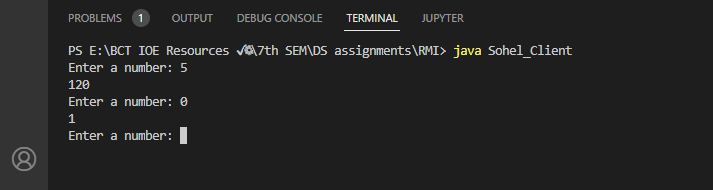 PROBLEMS 1 OUTPUT DEBUG CONSOLE TERMINAL JUPYTER
PS E:\BCT IOE Resources ✓⚽\7th SEM\DS assignments\RMI> java Sohel_Client
Enter a number: 5
120
Enter a number: 0
1
Enter a number: